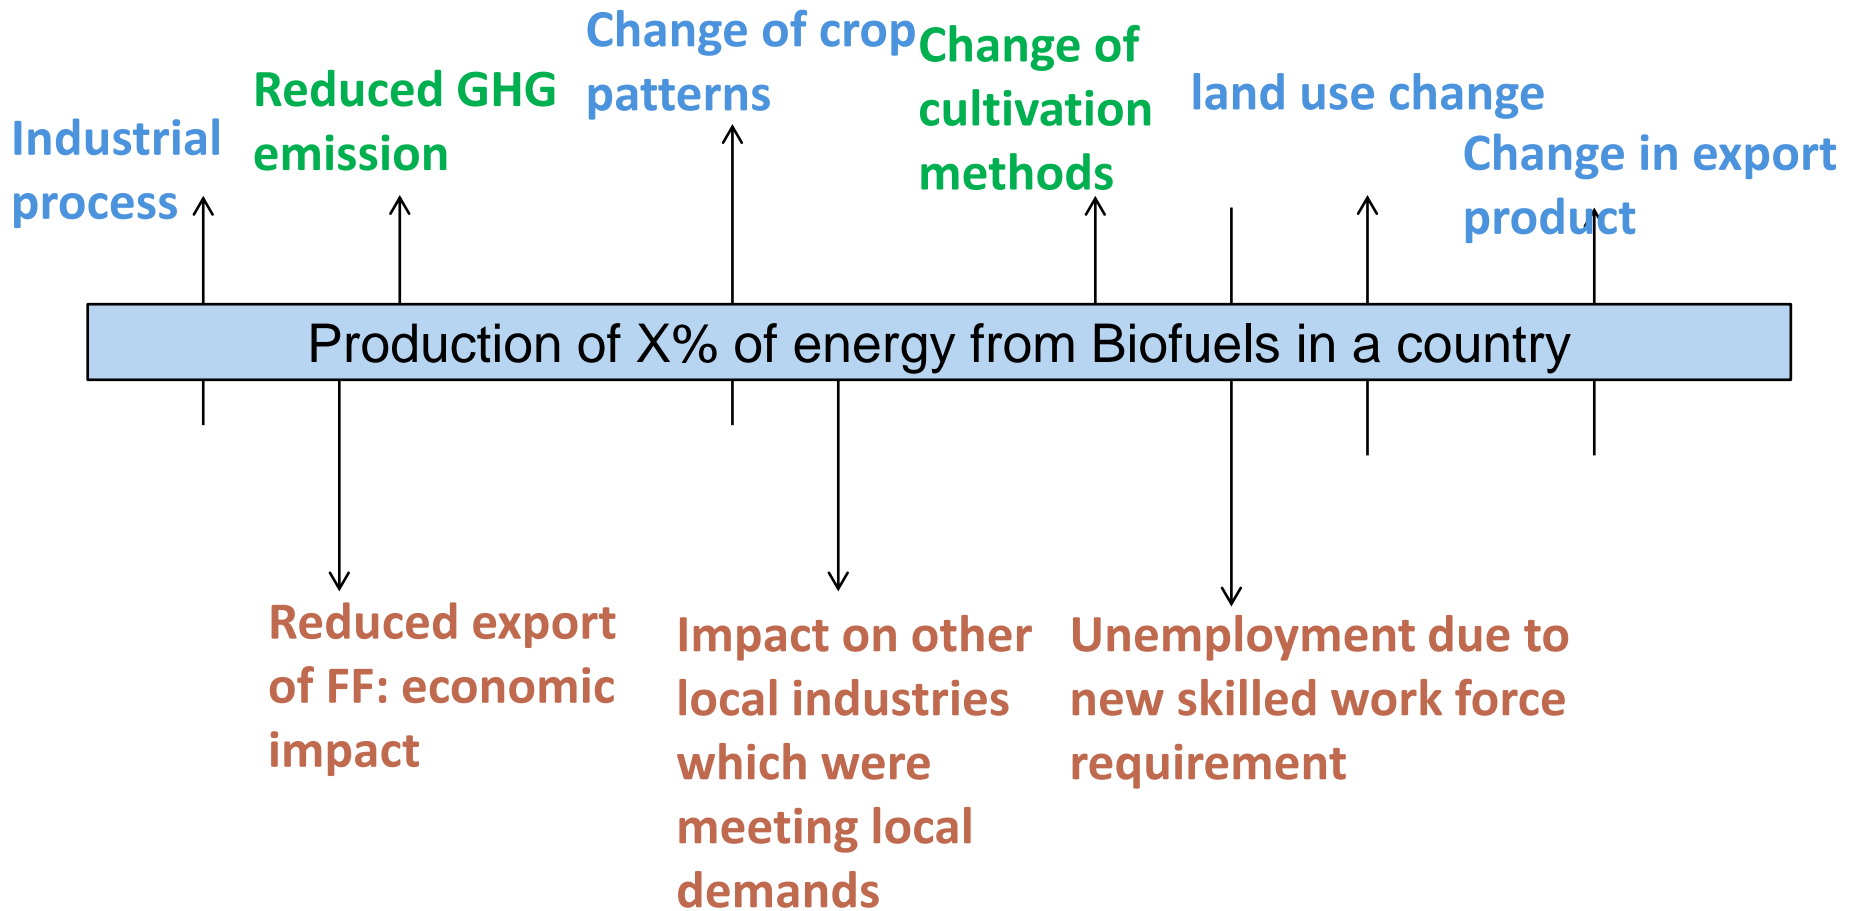 Industrial
process
Reduced GHG
emission
Change of crop
patterns
Change of
cultivation
methods
land use change
Change in export
product
Production of X% of energy from Biofuels in a country
Reduced export
of FF: economic
impact
Impact on other
local industries
which were
meeting local
demands
Unemployment due to
new skilled work force
requirement